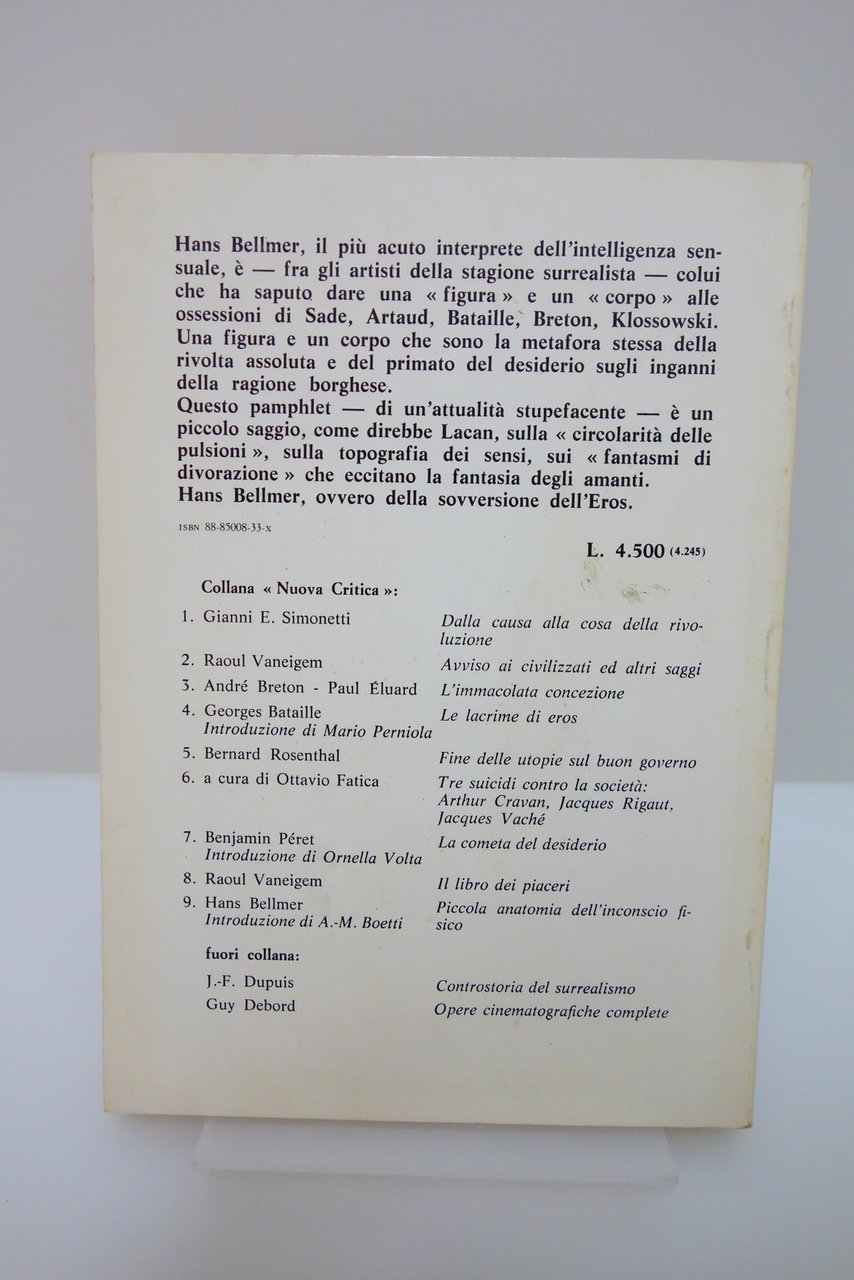 Hans Bellmer, il più acuto interprete dell'intelligenza sen-
suale, è — fra gli artisti della stagione surrealista — colui
che ha saputo dare una « figura » e un « corpo » alle
ossessioni di Sade, Artaud, Bataille, Breton, Klossowski.
Una figura e un corpo che sono la metafora stessa della
rivolta assoluta e del primato del desiderio sugli inganni
della ragione borghese.
Questo pamphlet — di un'attualità stupefacente — è un
piccolo saggio, come direbbe Lacan, sulla « circolarità delle
pulsioni », sulla topografia dei sensi, sui « fantasmi di
divorazione » che eccitano la fantasia degli amanti.
Hans Bellmer, ovvero della sovversione dell'Eros.
ISBN 88-85008-33-x
L. 4.500 (4.245)
Collana « Nuova Critica »:
1. Gianni E. Simonetti Dalla causa alla cosa della rivo-
luzione
2. Raoul Vaneigem Avviso ai civilizzati ed altri saggi
3. André Breton - Paul Éluard L'immacolata concezione
4. Georges Bataille Le lacrime di eros
Introduzione di Mario Perniola
5. Bernard Rosenthal Fine delle utopie sul buon governo
6. a cura di Ottavio Fatica Tre suicidi contro la società:
Arthur Cravan, Jacques Rigaut,
Jacques Vaché
7. Benjamin Péret La cometa del desiderio
Introduzione di Ornella Volta
8. Raoul Vaneigem Il libro dei piaceri
9. Hans Bellmer Piccola anatomia dell'inconscio fi-
Introduzione di A.-M. Boetti sico
fuori collana:
J.-F. Dupuis Controstoria del surrealismo
Guy Debord Opere cinematografiche complete